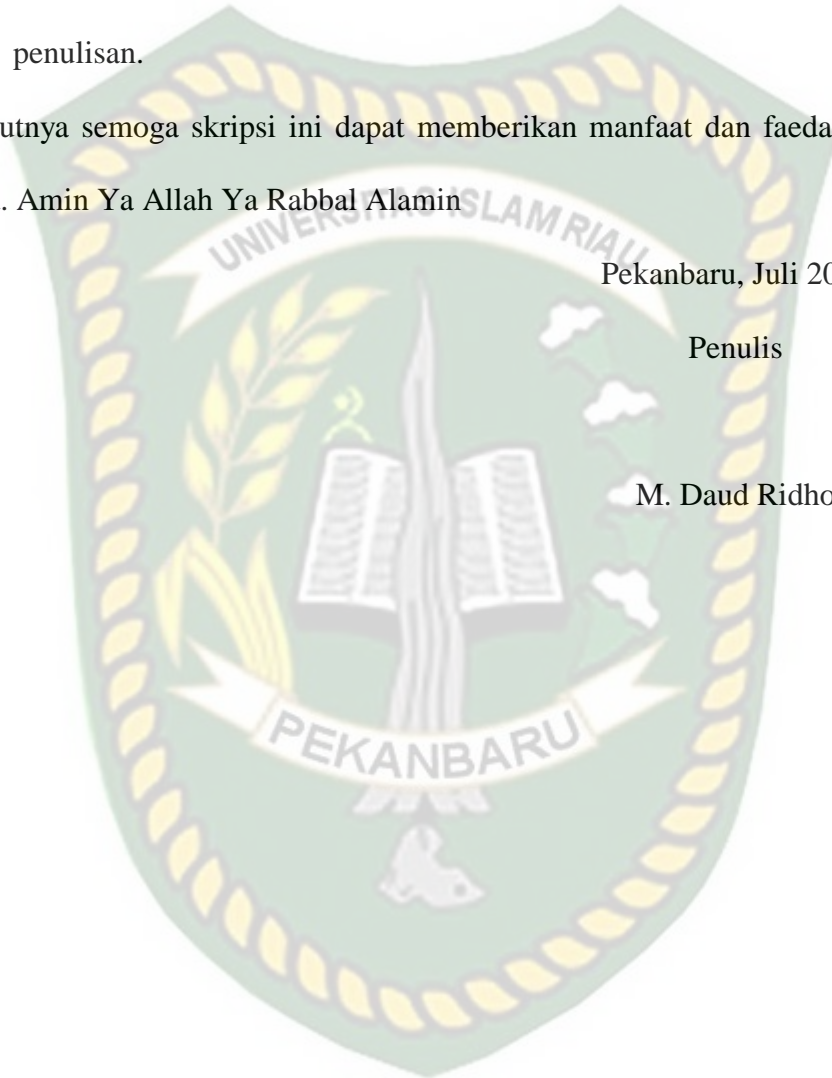 penulisan.
utnya semoga skripsi ini dapat memberikan manfaat dan faeda
. Amin Ya Allah Ya Rabbal Alamin
UNIVERSITAS ISLAM RIAU
Pekanbaru, Juli 20
Penulis
M. Daud Ridho
PEKANBARU